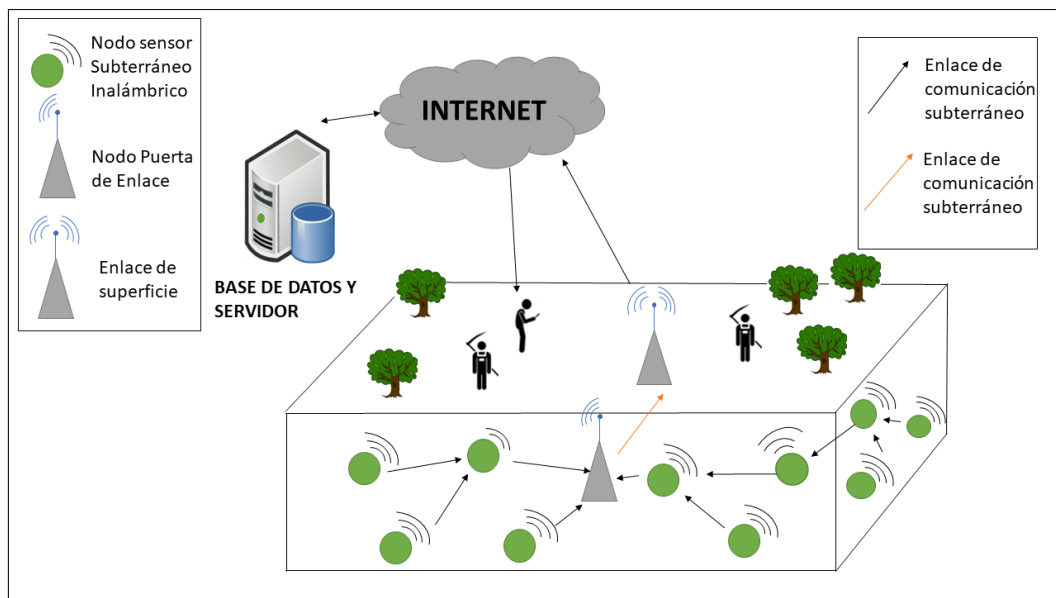 Nodo sensor
Subterráneo
Inalámbrico
Nodo Puerta
de Enlace
Enlace de
superficie
INTERNET
BASE DE DATOS Y
SERVIDOR
Enlace de
comunicación
subterráneo
Enlace de
comunicación
subterráneo